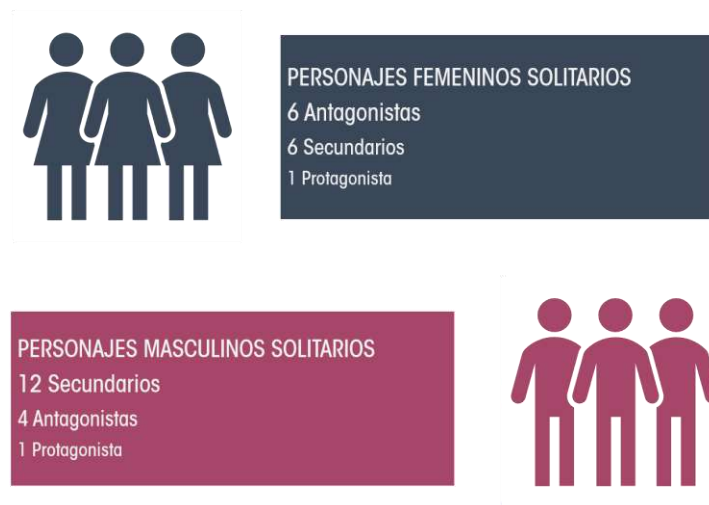 PERSONAJES FEMENINOS SOLITARIOS
6 Antagonistas
6 Secundarios
1 Protagonista
PERSONAJES MASCULINOS SOLITARIOS
12 Secundarios
4 Antagonistas
1 Protagonista